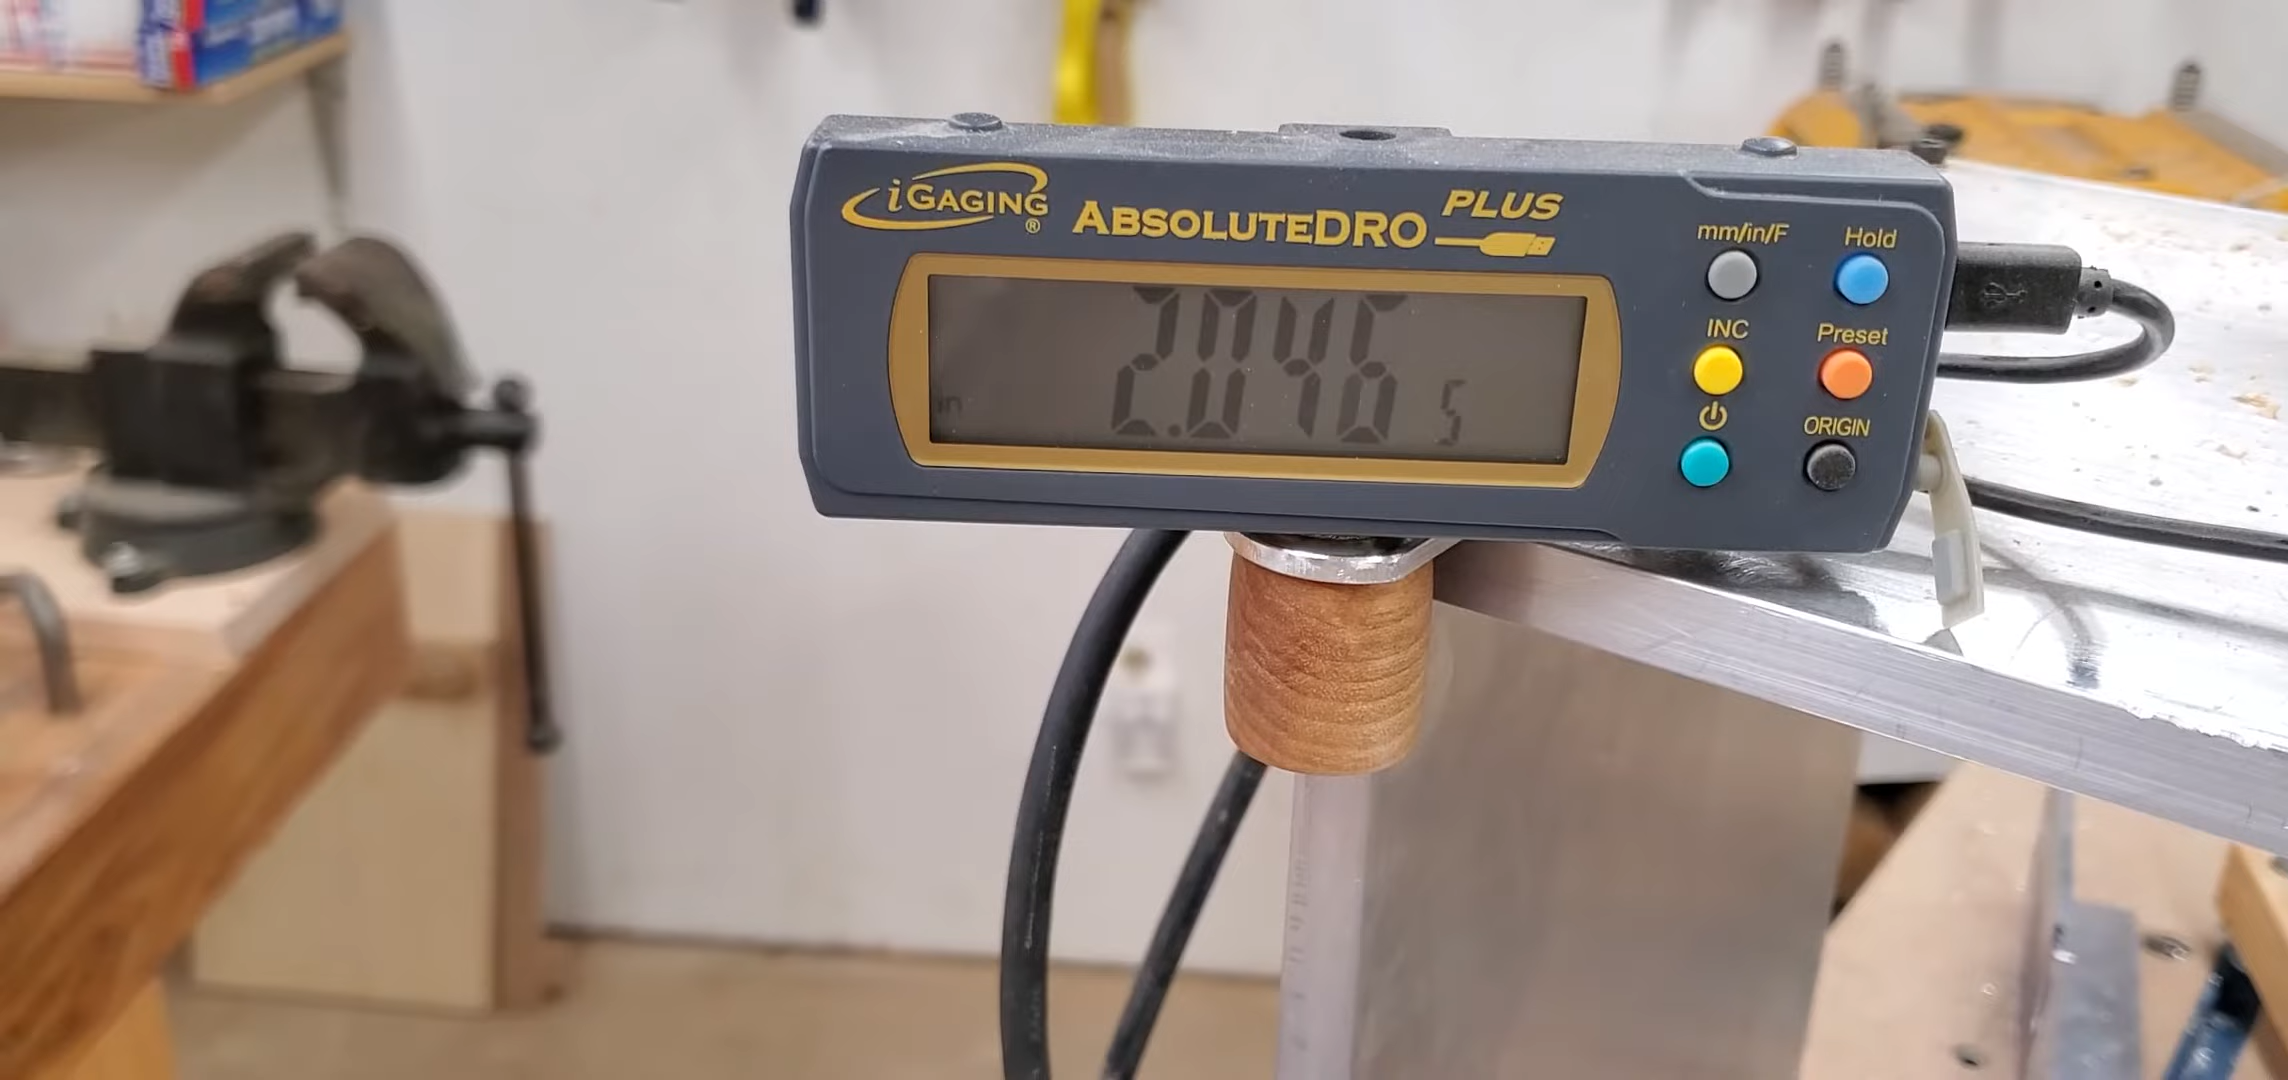 iGAGING®
ABSOLUTEDRO PLUS
mm/in/F
Hold
in
2.0465
INC
Preset
ORIGIN